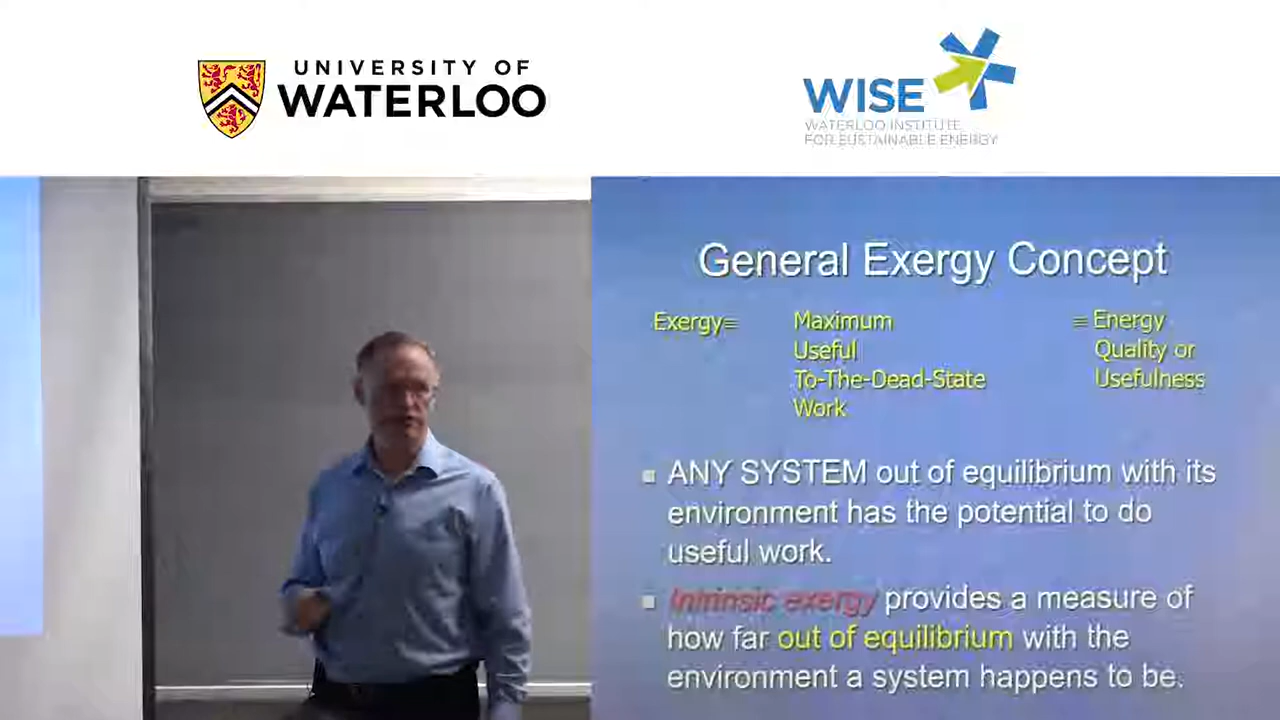 UNIVERSITY OF
WATERLOO
WISE
WATERLOO INSTITUTE
FOR SUSTAINABLE ENERGY
General Exergy Concept
Exergy≡ Maximum ≡ Energy
Useful Quality or
To-The-Dead-State Usefulness
Work
▪ ANY SYSTEM out of equilibrium with its
environment has the potential to do
useful work.
▪ Intrinsic exergy provides a measure of
how far out of equilibrium with the
environment a system happens to be.